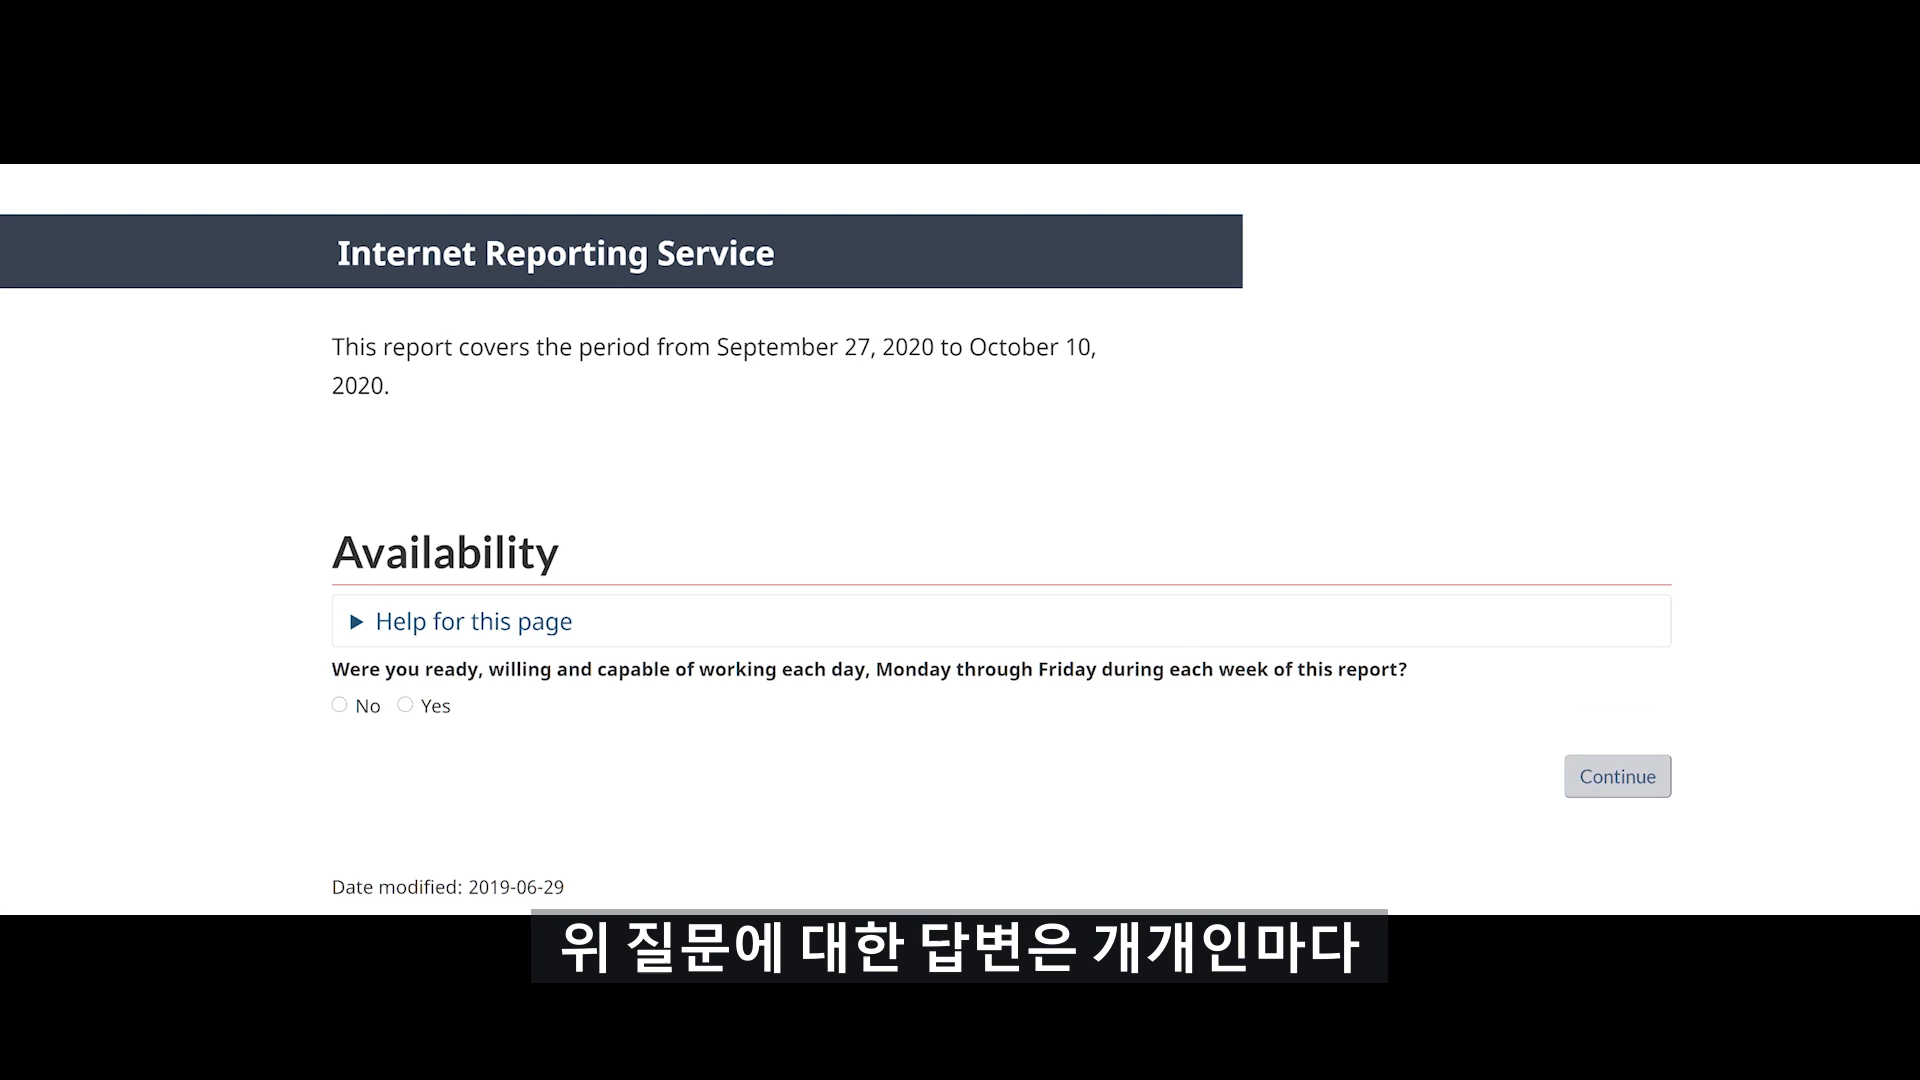 Internet Reporting Service
This report covers the period from September 27, 2020 to October 10,
2020.
Availability
Help for this page
Were you ready, willing and capable of working each day, Monday through Friday during each week of this report?
No Yes
Continue
Date modified: 2019-06-29
위 질문에 대한 답변은 개개인마다